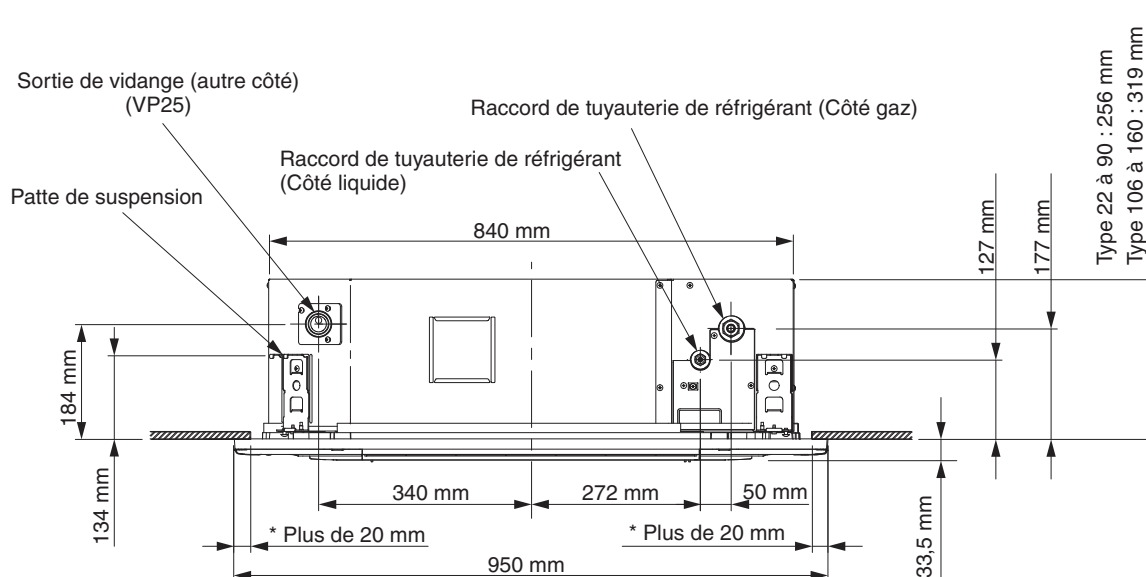 Sortie de vidange (autre côté)
(VP25)
Raccord de tuyauterie de réfrigérant (Côté gaz)
Raccord de tuyauterie de réfrigérant
(Côté liquide)
Patte de suspension
Type 22 à 90 : 256 mm
Type 106 à 160 : 319 mm
840 mm
127 mm
177 mm
184 mm
134 mm
340 mm
272 mm
50 mm
33,5 mm
* Plus de 20 mm
* Plus de 20 mm
950 mm